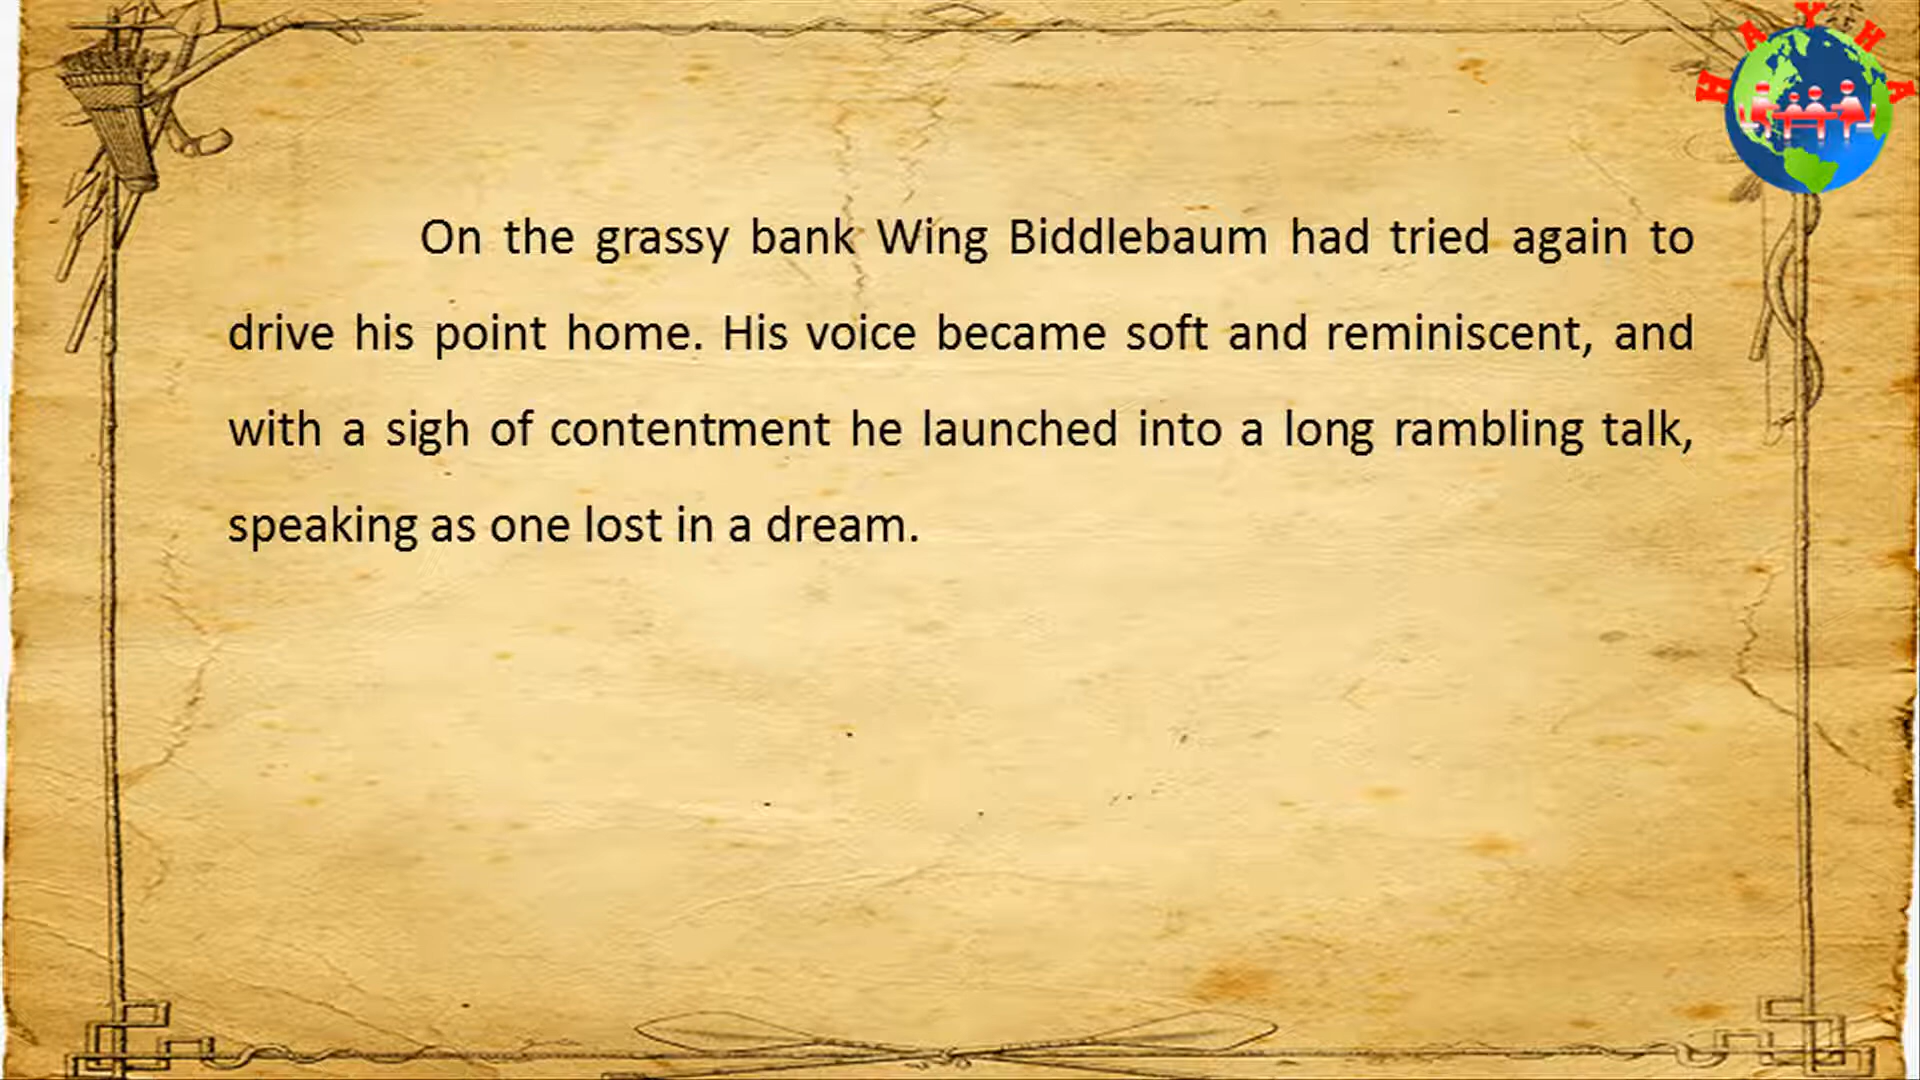 HAYHA
On the grassy bank Wing Biddlebaum had tried again to
drive his point home. His voice became soft and reminiscent, and
with a sigh of contentment he launched into a long rambling talk,
speaking as one lost in a dream.